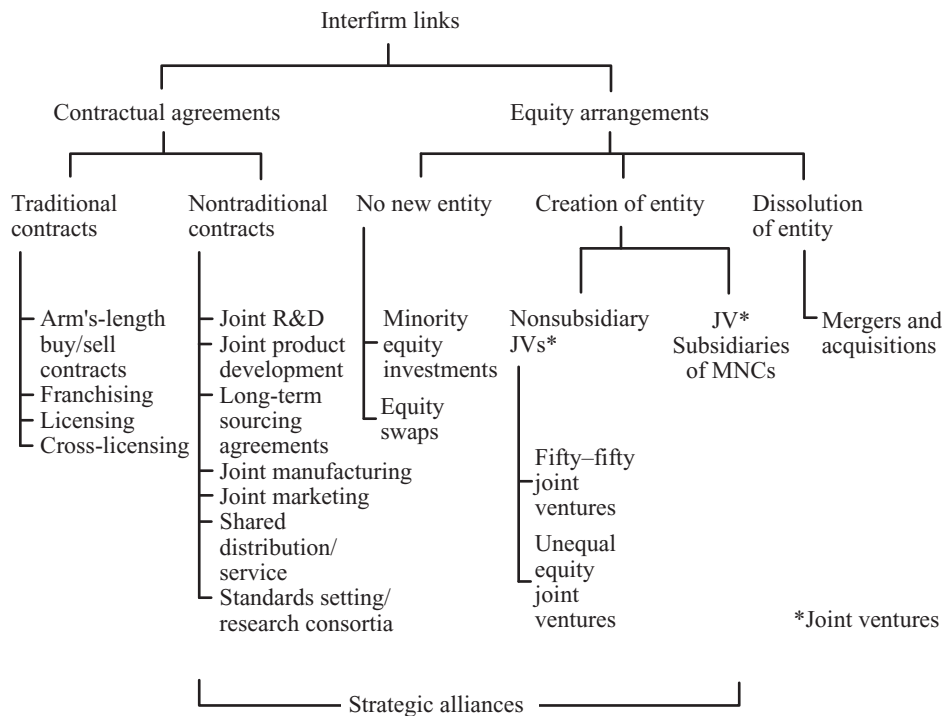 Interfirm links
Contractual agreements
Equity arrangements
Traditional
contracts
Nontraditional
contracts
No new entity
Creation of entity
Dissolution
of entity
Arm's-length
buy/sell
contracts
Franchising
Licensing
Cross-licensing
Joint R&D
Joint product
development
Long-term
sourcing
agreements
Joint manufacturing
Joint marketing
Shared
distribution/
service
Standards setting/
research consortia
Minority
equity
investments
Equity
swaps
Nonsubsidiary
JVs*
Fifty–fifty
joint
ventures
Unequal
equity
joint
ventures
JV*
Subsidiaries
of MNCs
Mergers and
acquisitions
*Joint ventures
Strategic alliances